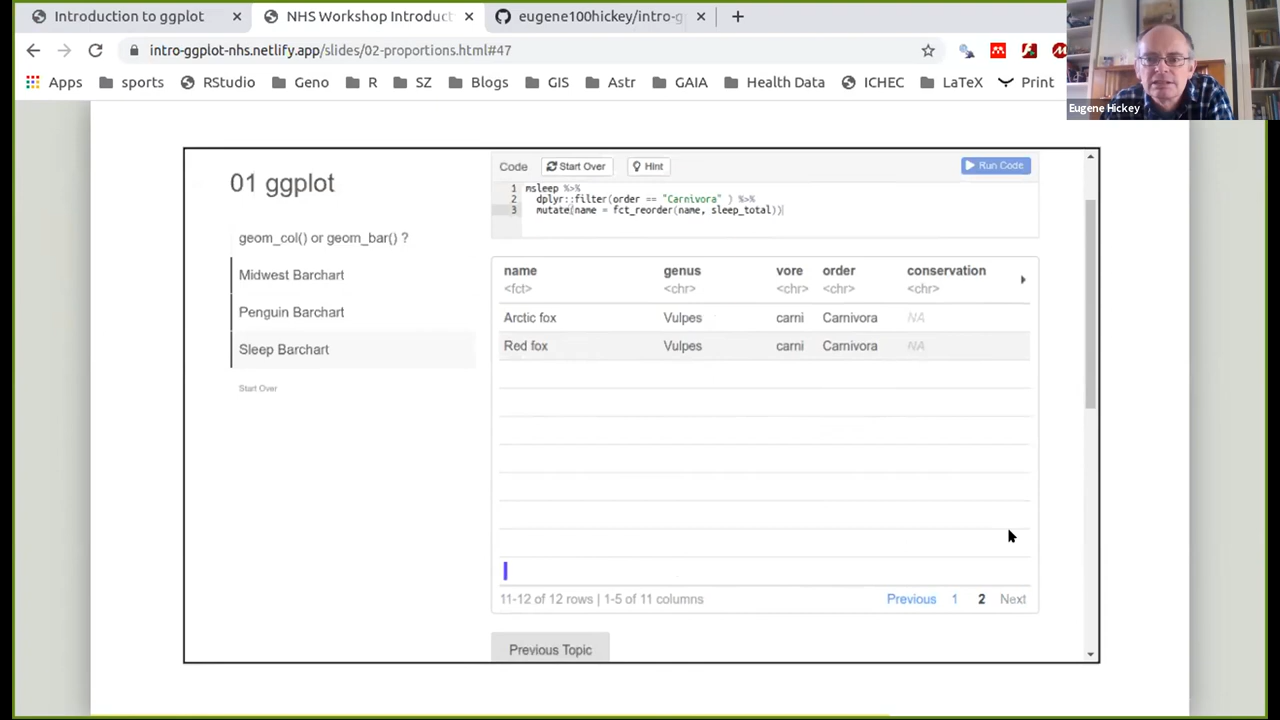 Introduction to ggplot
NHS Workshop Introduct
eugene100hickey/intro-g
intro-ggplot-nhs.netlify.app/slides/02-proportions.html#47
Apps sports RStudio Geno R SZ Blogs GIS Astr GAIA Health Data ICHEC LaTeX Print
Eugene Hickey
01 ggplot
geom_col() or geom_bar() ?
Midwest Barchart
Penguin Barchart
Sleep Barchart
Start Over
Code Start Over Hint Run Code
1 msleep %>%
2 dplyr::filter(order == "Carnivora" ) %>%
3 mutate(name = fct_reorder(name, sleep_total))
name genus vore order conservation
<fct> <chr> <chr> <chr> <chr>
Arctic fox Vulpes carni Carnivora NA
Red fox Vulpes carni Carnivora NA
11-12 of 12 rows | 1-5 of 11 columns Previous 1 2 Next
Previous Topic